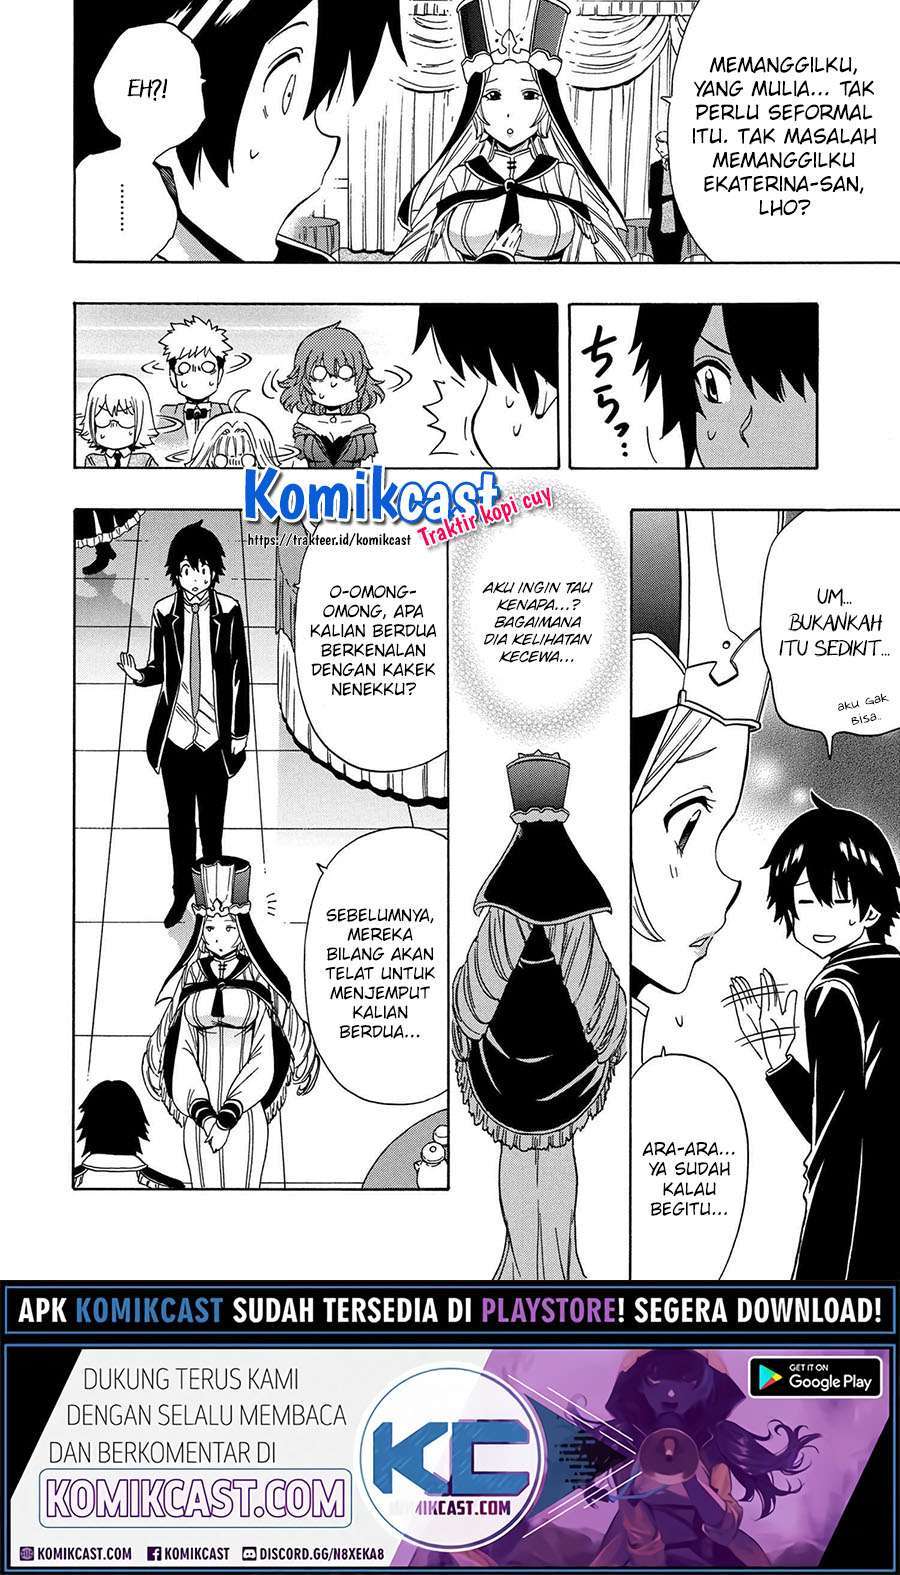 MEMANGGILKU,
YANG MULIA... TAK
PERLU SEFORMAL
ITU. TAK MASALAH
MEMANGGILKU
EKATERINA-SAN,
LHO?
EH?!
ちらっ…
Komikcast
Traktir kopi cuy
https://trakteer.id/komikcast
UM...
BUKANKAH
ITU SEDIKIT...
aku Gak
Bisa..
ARA-ARA...
YA SUDAH
KALAU
BEGITU...
AKU INGIN TAU
KENAPA...?
BAGAIMANA
DIA KELIHATAN
KECEWA...
O-OMONG-
OMONG, APA
KALIAN BERDUA
BERKENALAN
DENGAN KAKEK
NENEKKU?
SEBELUMNYA,
MEREKA
BILANG AKAN
TELAT UNTUK
MENJEMPUT
KALIAN
BERDUA...
APK KOMIKCAST SUDAH TERSEDIA DI PLAYSTORE! SEGERA DOWNLOAD!
DUKUNG TERUS KAMI
DENGAN SELALU MEMBACA
DAN BERKOMENTAR DI
KOMIKCAST.COM
KC
KOMIKCAST.COM
GET IT ON
Google Play
KOMIKCAST.COM
KOMIKCAST
DISCORD.GG/N8XEKA8